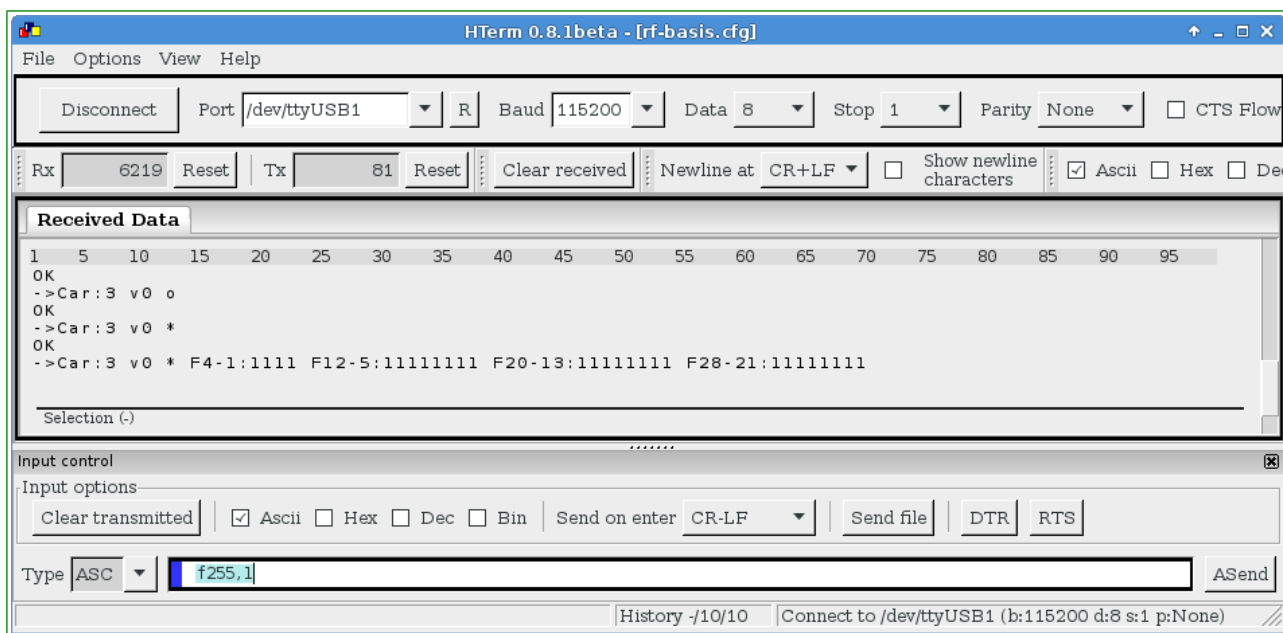 HTerm 0.8.1beta - [rf-basis.cfg]
File Options View Help
Disconnect Port /dev/ttyUSB1 R Baud 115200 Data 8 Stop 1 Parity None CTS Flow
Rx 6219 Reset Tx 81 Reset Clear received Newline at CR+LF Show newline characters Ascii Hex Dec
Received Data
1 5 10 15 20 25 30 35 40 45 50 55 60 65 70 75 80 85 90 95
OK
->Car:3 v0 o
OK
->Car:3 v0 *
OK
->Car:3 v0 * F4-1:1111 F12-5:11111111 F20-13:11111111 F28-21:11111111
Selection (-)
Input control
Input options
Clear transmitted Ascii Hex Dec Bin Send on enter CR-LF Send file DTR RTS
Type ASC f255,1 ASend
History -/10/10 Connect to /dev/ttyUSB1 (b:115200 d:8 s:1 p:None)